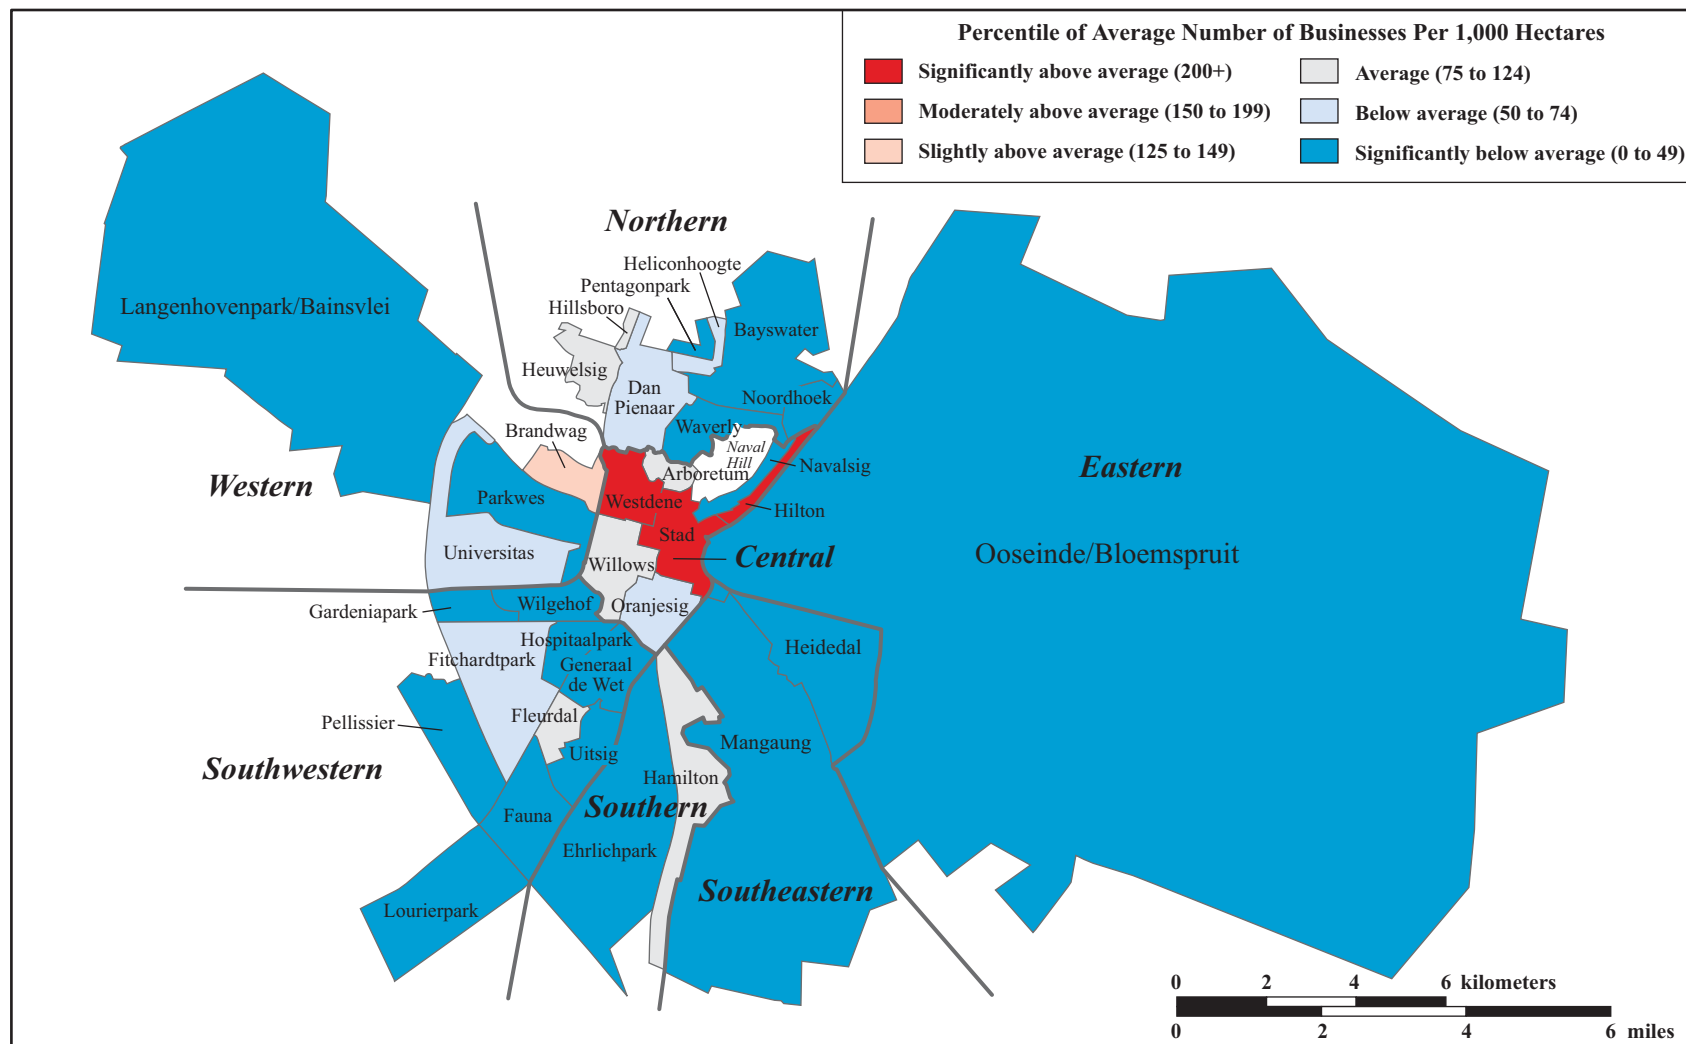 Percentile of Average Number of Businesses Per 1,000 Hectares
Significantly above average (200+)
Average (75 to 124)
Moderately above average (150 to 199)
Below average (50 to 74)
Slightly above average (125 to 149)
Significantly below average (0 to 49)
Northern
Heliconhoogte
Pentagonpark
Hillsboro
Langenhovenpark/Bainsvlei
Bayswater
Heuwelsig
Dan
Pienaar
Noordhoek
Brandwag
Waverly
Naval
Hill
Arboretum
Navalsig
Eastern
Western
Parkwes
Westdene
Hilton
Stad
Universitas
Central
Ooseinde/Bloemspruit
Willows
Gardeniapark
Wilgehof
Oranjesig
Hospitaalpark
Heidedal
Fitchardtpark
Generaal
de Wet
Pellissier
Fleurdal
Mangaung
Uitsig
Southwestern
Hamilton
Southern
Fauna
Ehrlichpark
Southeastern
Lourierpark
0 2 4 6 kilometers
0 2 4 6 miles